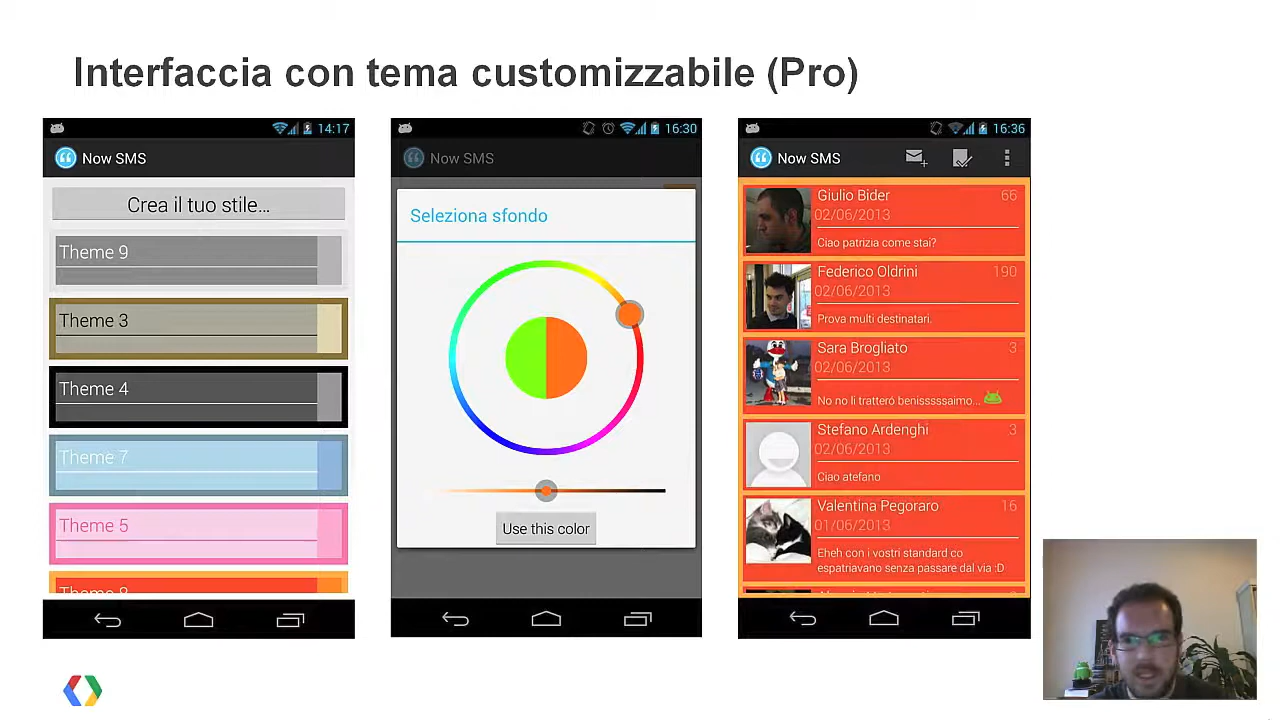 Interfaccia con tema customizzabile (Pro)
14:17
Now SMS
Crea il tuo stile...
Theme 9
Theme 3
Theme 4
Theme 7
Theme 5
16:30
Now SMS
Seleziona sfondo
Use this color
16:36
Now SMS
Giulio Bider 66
02/06/2013
Ciao patrizia come stai?
Federico Oldrini 190
02/06/2013
Prova multi destinatari.
Sara Brogliato 3
02/06/2013
No no li tratteró benisssssaimo...
Stefano Ardenghi 3
02/06/2013
Ciao atefano
Valentina Pegoraro 16
01/06/2013
Eheh con i vostri standard co
espatriavano senza passare dal via :D